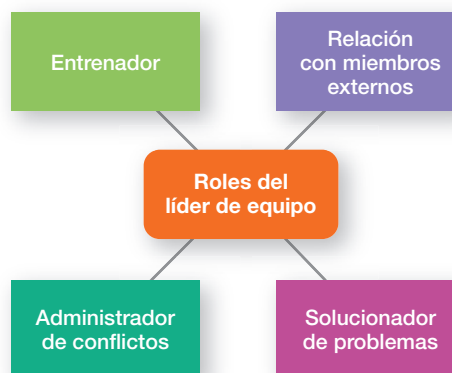 Entrenador
Relación
con miembros
externos
Roles del
líder de equipo
Administrador
de conflictos
Solucionador
de problemas